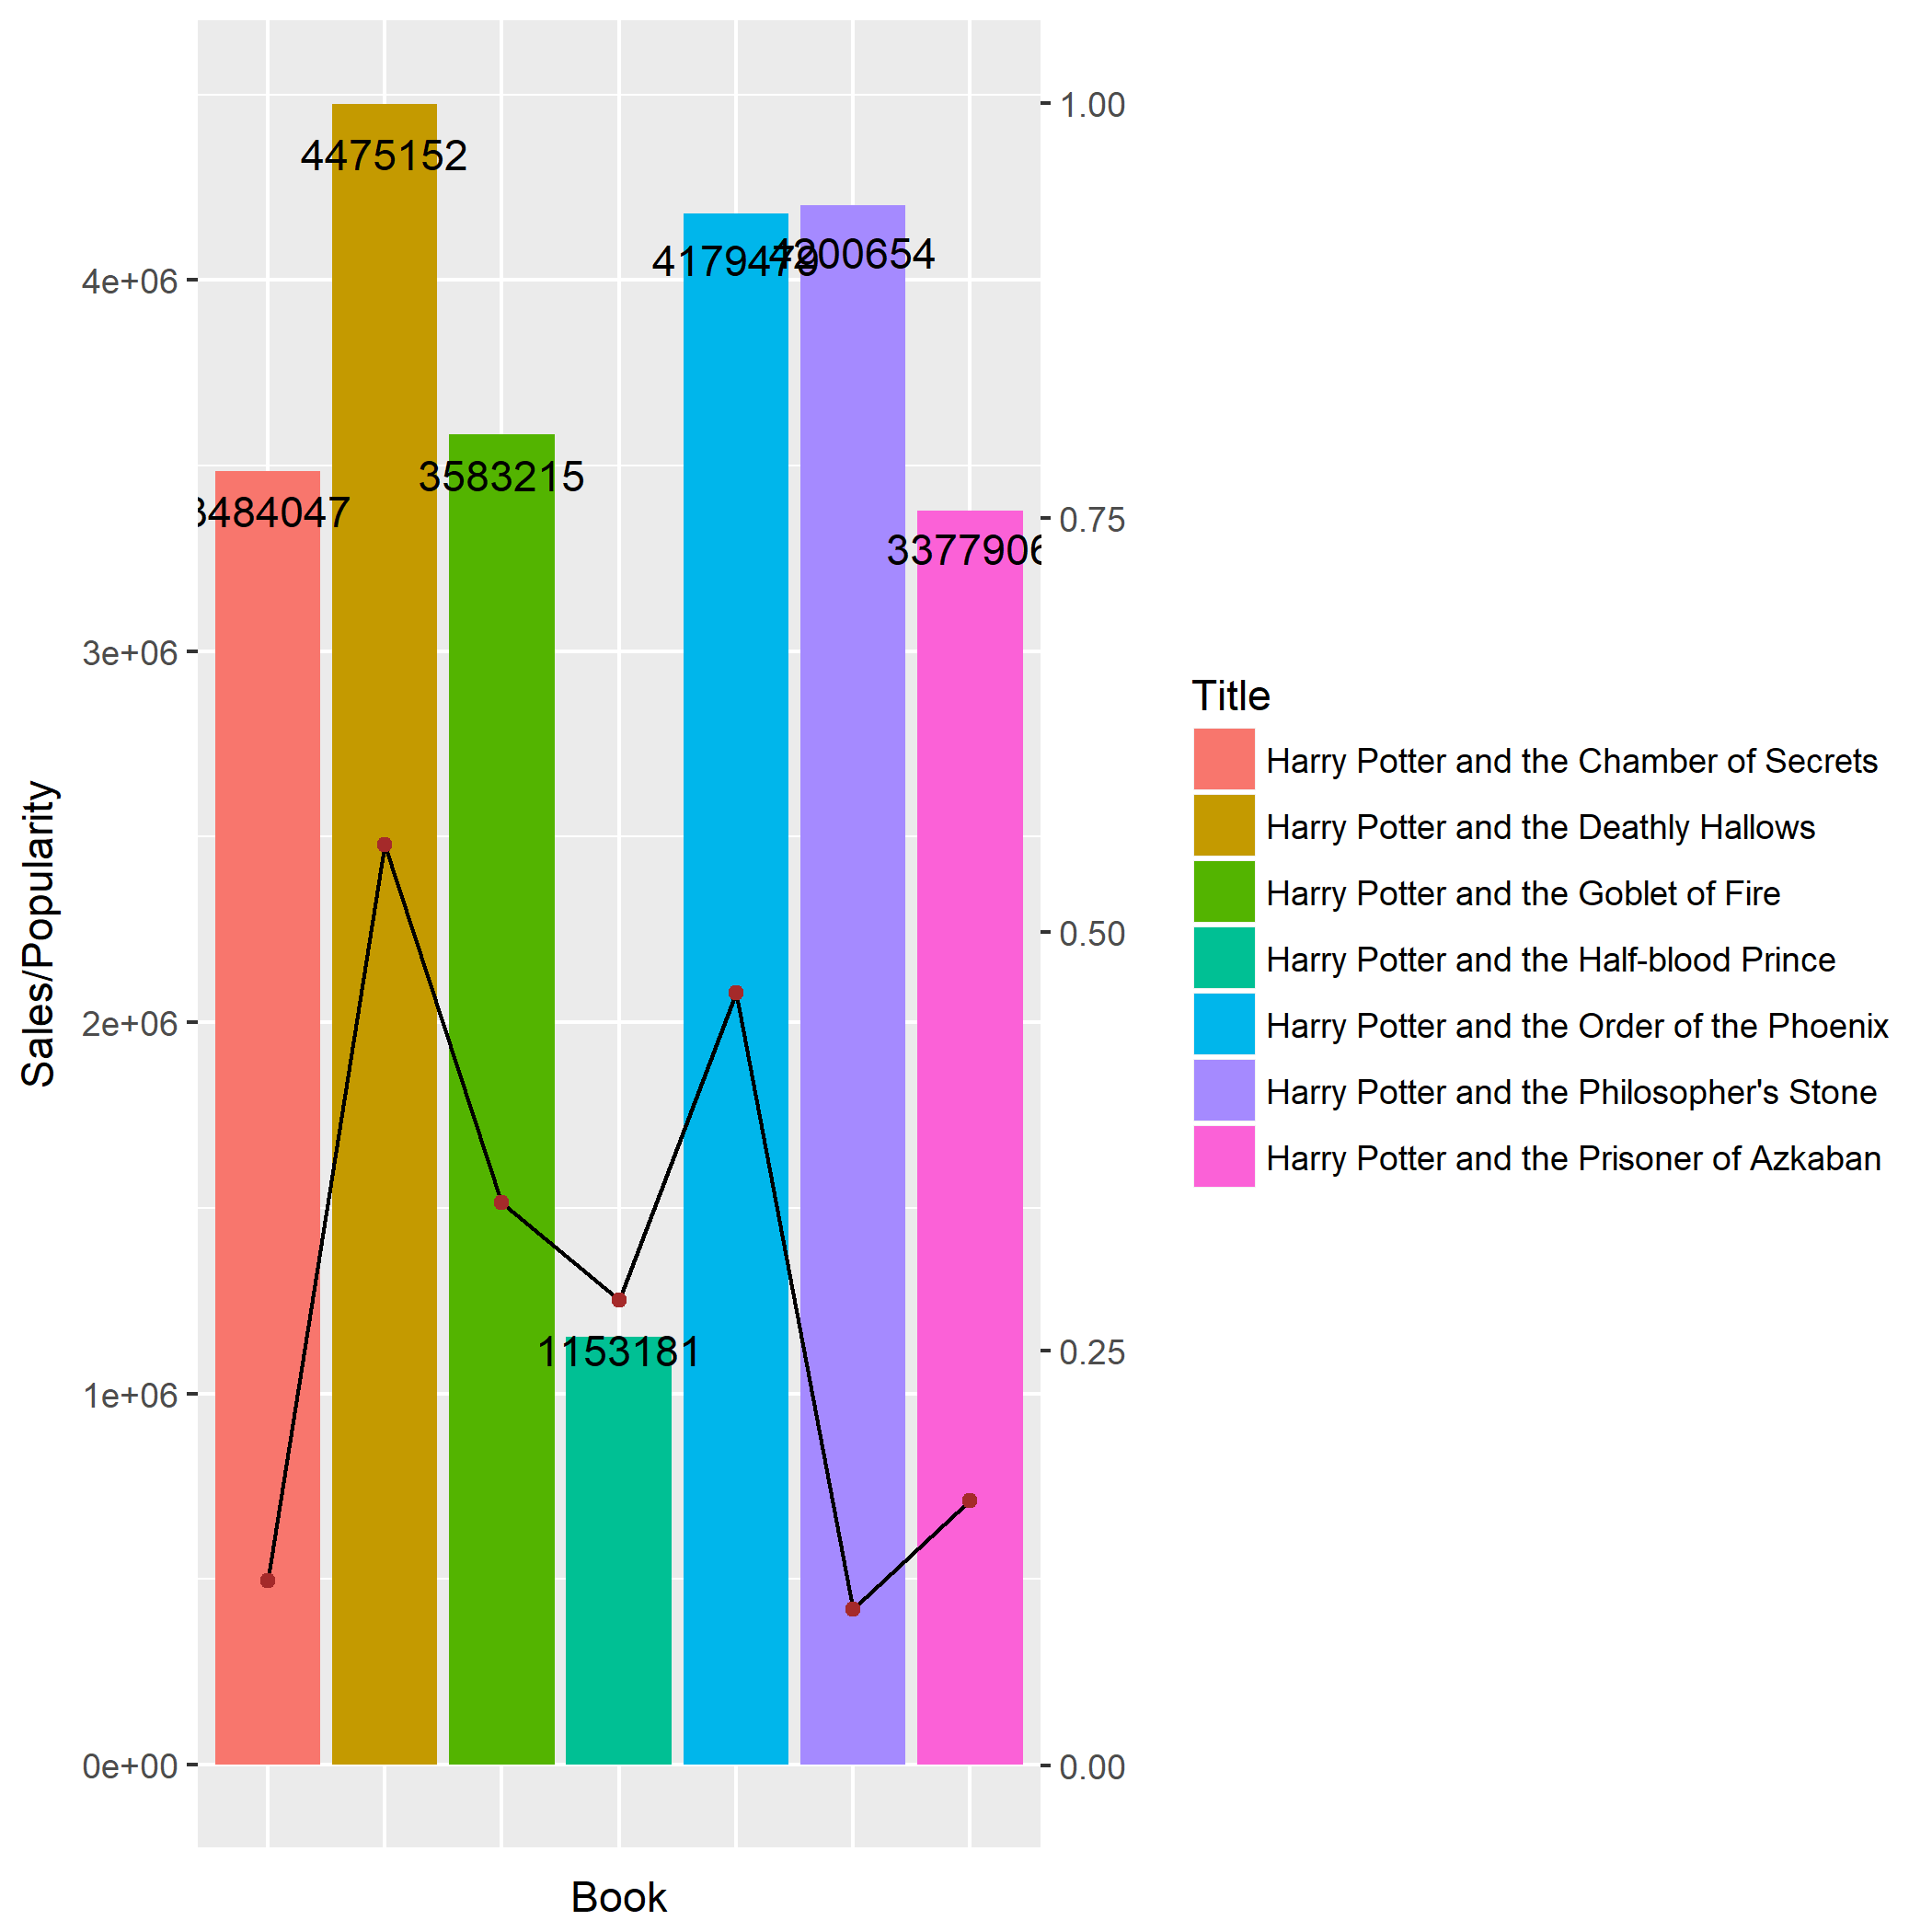 4475152
4179479
4200654
3583215
3484047
3377906
1153181
4e+06
3e+06
2e+06
1e+06
0e+00
1.00
0.75
0.50
0.25
0.00
Sales/Popularity
Book
Title
Harry Potter and the Chamber of Secrets
Harry Potter and the Deathly Hallows
Harry Potter and the Goblet of Fire
Harry Potter and the Half-blood Prince
Harry Potter and the Order of the Phoenix
Harry Potter and the Philosopher's Stone
Harry Potter and the Prisoner of Azkaban